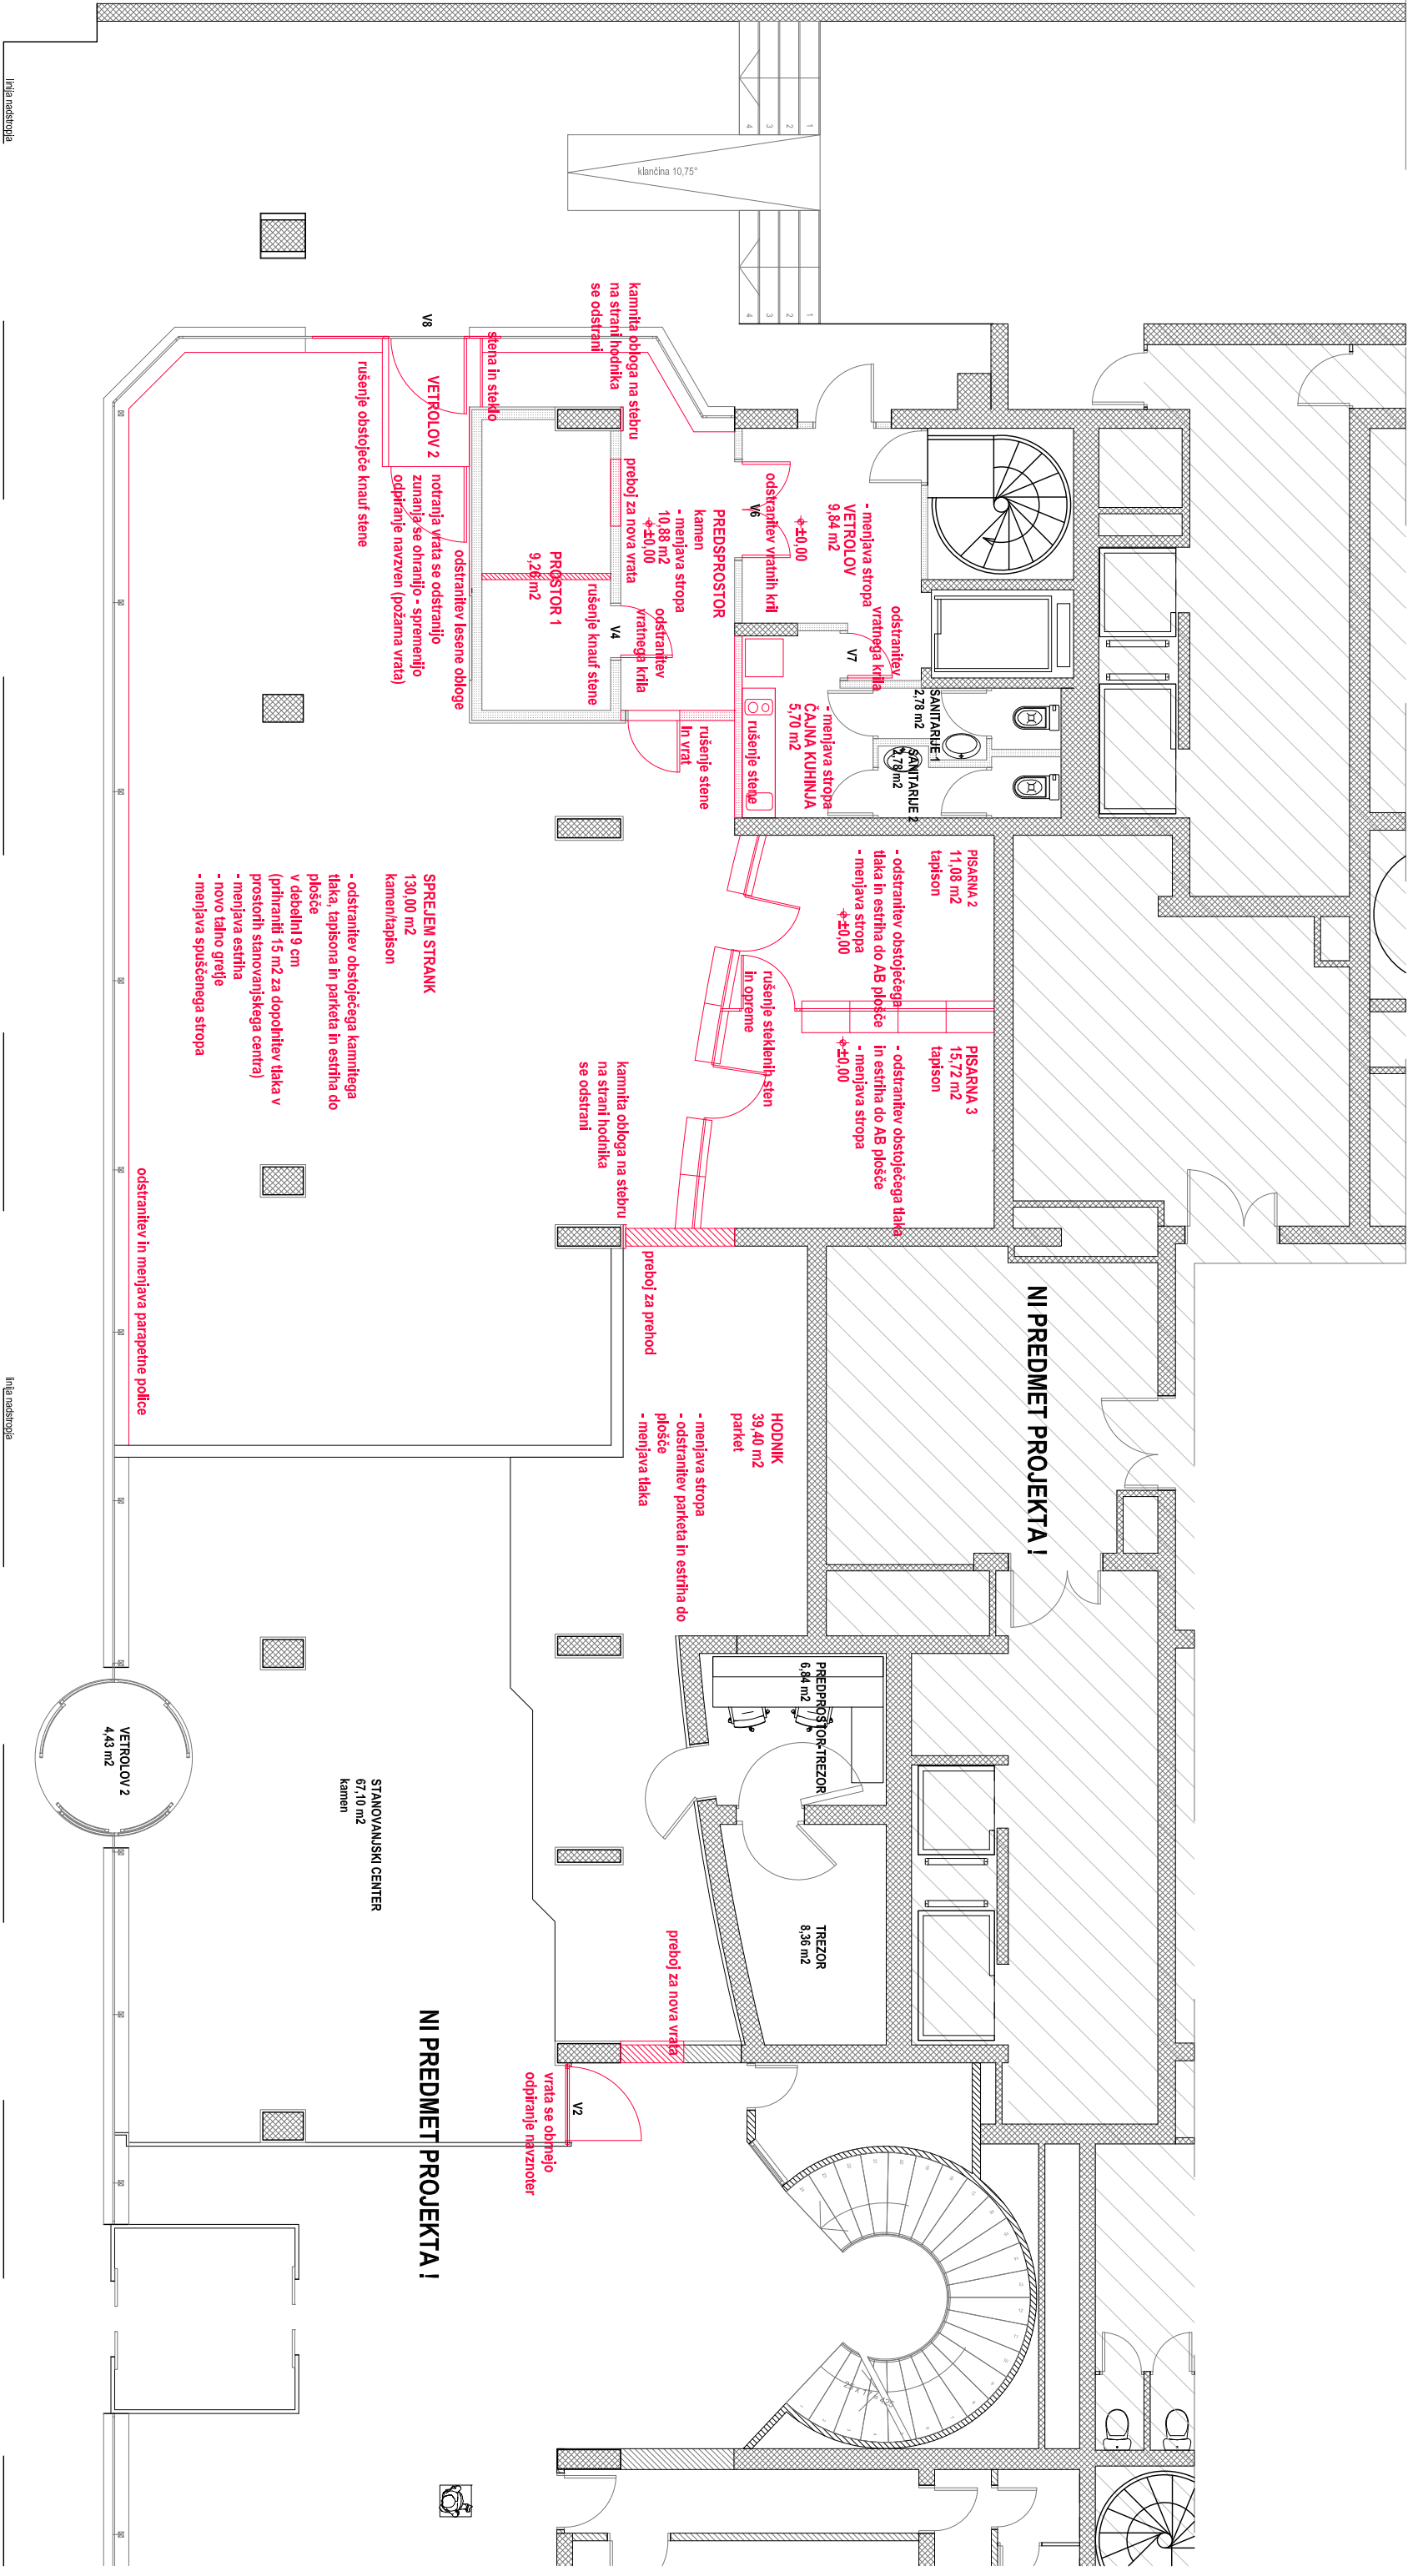 linija nadstropja
klančina 10,75°
1
2
3
4
1
2
3
4
V8
VETROLOV 2
stena in steklo
rušenje obstoječe knauf stene
notranja vrata se odstranijo
zunanja se ohranijo - spremenijo
odpiranje navzven (požarna vrata)
odstranitev lesene obloge
kamnita obloga na stebru
na strani hodnika
se odstrani
preboj za nova vrata
PROSTOR 1
9,26 m2
rušenje knauf stene
V4
PREDSPROSTOR
kamen
- menjava stropa
10,88 m2
±0,00
odstranitev
vratnega krila
V6
odstranitev vratnih kril
- menjava stropa
VETROLOV
9,84 m2
±0,00
odstranitev
vratnega krila
V7
rušenje stene
in vrat
rušenje stene
- menjava stropa
ČAJNA KUHINJA
5,70 m2
SANITARIJE 1
2,78 m2
SANITARIJE 2
2,78 m2
PISARNA 2
11,08 m2
tapison
- odstranitev obstoječega
tlaka in estriha do AB plošče
- menjava stropa
±0,00
PISARNA 3
15,72 m2
tapison
- odstranitev obstoječega tlaka
in estriha do AB plošče
- menjava stropa
±0,00
rušenje steklenih sten
in opreme
SPREJEM STRANK
130,00 m2
kamen/tapison
- odstranitev obstoječega kamnitega
tlaka, tapisona in parketa in estriha do
plošče
v debelini 9 cm
(prihraniti 15 m2 za dopolnitev tlaka v
prostorih stanovanjskega centra)
- menjava estriha
- novo talno gretje
- menjava spuščenega stropa
kamnita obloga na stebru
na strani hodnika
se odstrani
odstranitev in menjava parapetne police
preboj za prehod
NI PREDMET PROJEKTA !
HODNIK
39,40 m2
parket
- menjava stropa
- odstranitev parketa in estriha do
plošče
- menjava tlaka
linija nadstropja
PREDPROSTOR-TREZOR
6,84 m2
VETROLOV 2
4,43 m2
STANOVANJSKI CENTER
67,10 m2
kamen
TREZOR
8,36 m2
preboj za nova vrata
NI PREDMET PROJEKTA !
V2
vrata se obrnejo
odpiranje navznoter